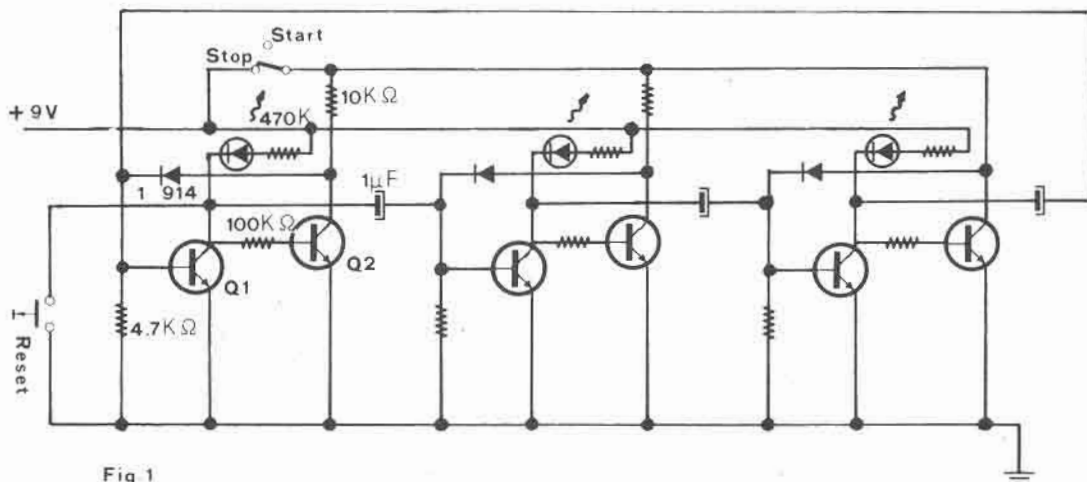 Start
Stop
+ 9V
470K
10K Ω
1 914
1μF
100K Ω
Q1
Q2
4.7K Ω
Reset
Fig 1